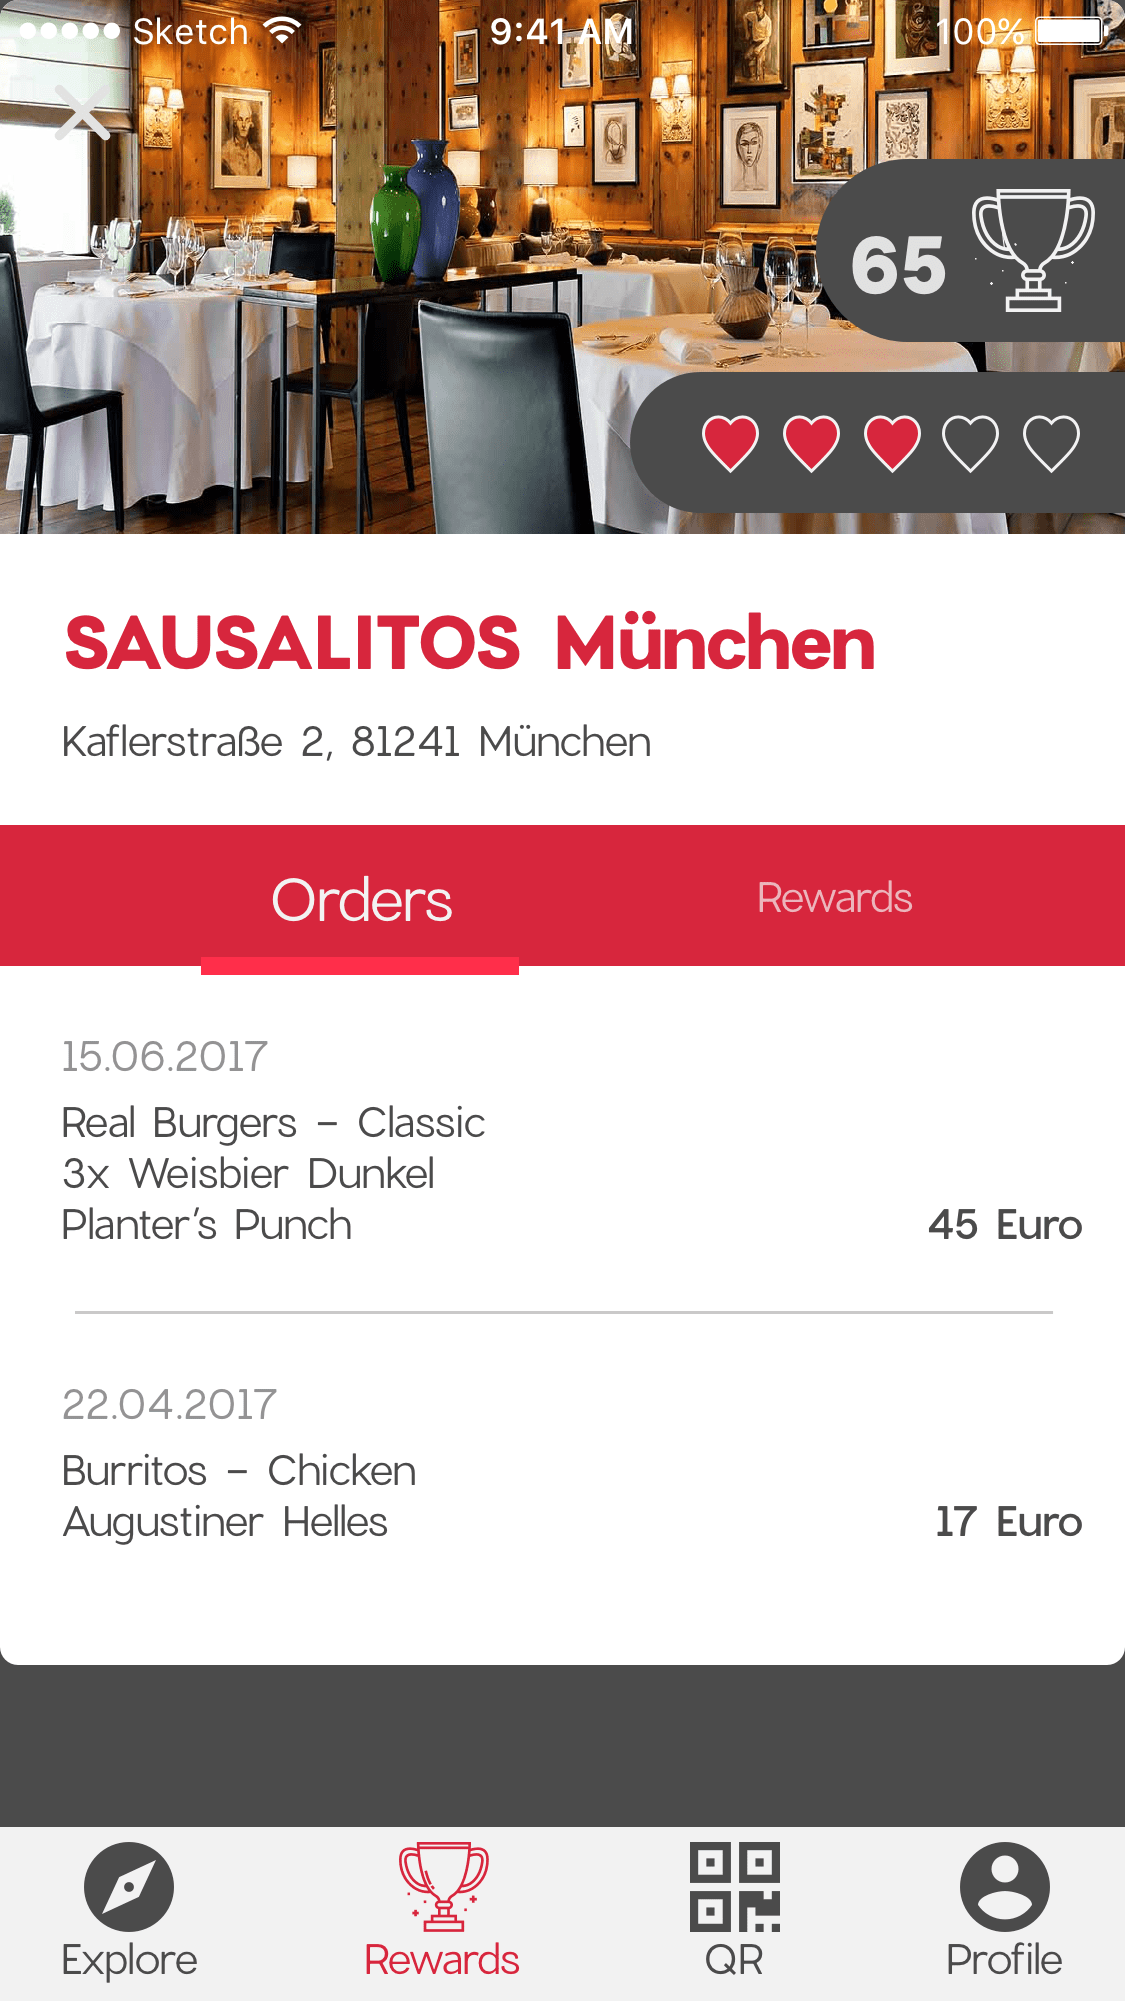 Sketch 9:41 AM 100%
65
SAUSALITOS München
Kaflerstraße 2, 81241 München
Orders Rewards
15.06.2017
Real Burgers – Classic
3x Weisbier Dunkel
Planter’s Punch 45 Euro
22.04.2017
Burritos – Chicken
Augustiner Helles 17 Euro
Explore Rewards QR Profile